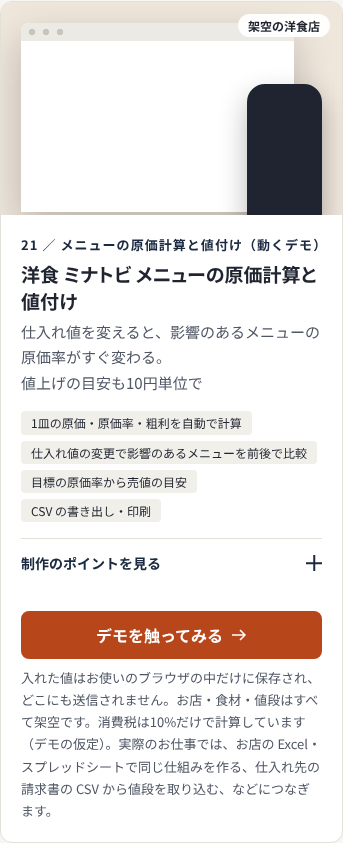 架空の洋食店
21 ／ メニューの原価計算と値付け（動くデモ）
洋食 ミナトビ メニューの原価計算と
値付け
仕入れ値を変えると、影響のあるメニューの
原価率がすぐ変わる。
値上げの目安も10円単位で
1皿の原価・原価率・粗利を自動で計算
仕入れ値の変更で影響のあるメニューを前後で比較
目標の原価率から売値の目安
CSV の書き出し・印刷
制作のポイントを見る
デモを触ってみる →
入れた値はお使いのブラウザの中だけに保存され、
どこにも送信されません。お店・食材・値段はすべ
て架空です。消費税は10%だけで計算しています
（デモの仮定）。実際のお仕事では、お店の Excel・
スプレッドシートで同じ仕組みを作る、仕入れ先の
請求書の CSV から値段を取り込む、などにつなぎ
ます。